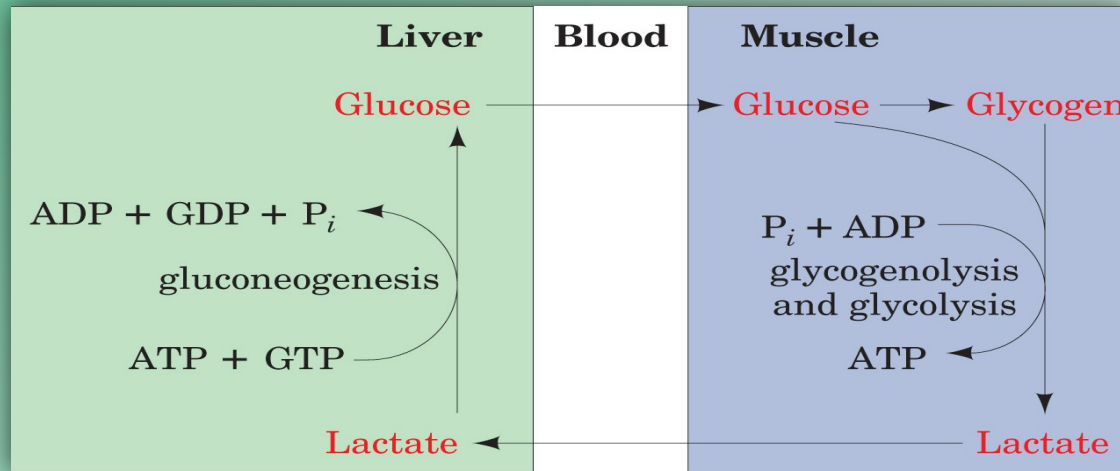 Liver
Blood
Muscle
Glucose
Glucose
Glycogen
ADP + GDP + Pᵢ
gluconeogenesis
ATP + GTP
Pᵢ + ADP
glycogenolysis
and glycolysis
ATP
Lactate
Lactate